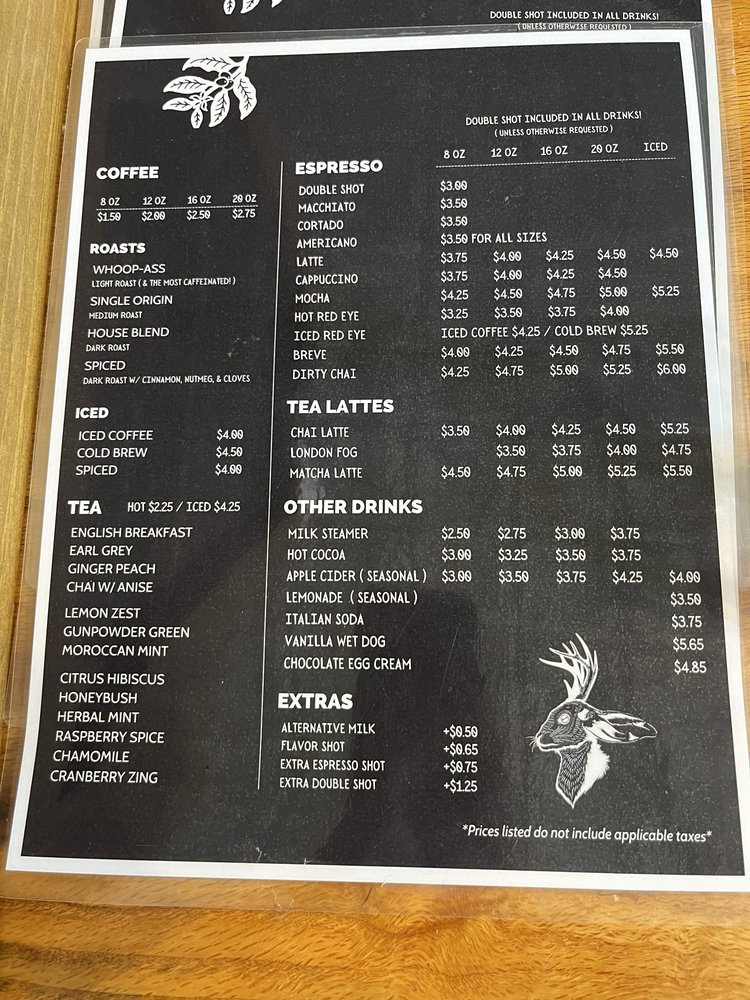 DOUBLE SHOT INCLUDED IN ALL DRINKS!
( UNLESS OTHERWISE REQUESTED )
COFFEE
8 OZ 12 OZ 16 OZ 20 OZ
$1.50 $2.00 $2.50 $2.75
ROASTS
WHOOP-ASS
LIGHT ROAST ( & THE MOST CAFFEINATED! )
SINGLE ORIGIN
MEDIUM ROAST
HOUSE BLEND
DARK ROAST
SPICED
DARK ROAST W/ CINNAMON, NUTMEG, & CLOVES
ICED
ICED COFFEE $4.00
COLD BREW $4.50
SPICED $4.00
TEA HOT $2.25 / ICED $4.25
ENGLISH BREAKFAST
EARL GREY
GINGER PEACH
CHAI W/ ANISE
LEMON ZEST
GUNPOWDER GREEN
MOROCCAN MINT
CITRUS HIBISCUS
HONEYBUSH
HERBAL MINT
RASPBERRY SPICE
CHAMOMILE
CRANBERRY ZING
DOUBLE SHOT INCLUDED IN ALL DRINKS!
( UNLESS OTHERWISE REQUESTED )
ESPRESSO 8 OZ 12 OZ 16 OZ 20 OZ ICED
DOUBLE SHOT $3.00
MACCHIATO $3.50
CORTADO $3.50
AMERICANO $3.50 FOR ALL SIZES
LATTE $3.75 $4.00 $4.25 $4.50 $4.50
CAPPUCCINO $3.75 $4.00 $4.25 $4.50
MOCHA $4.25 $4.50 $4.75 $5.00 $5.25
HOT RED EYE $3.25 $3.50 $3.75 $4.00
ICED RED EYE ICED COFFEE $4.25 / COLD BREW $5.25
BREVE $4.00 $4.25 $4.50 $4.75 $5.50
DIRTY CHAI $4.25 $4.75 $5.00 $5.25 $6.00
TEA LATTES
CHAI LATTE $3.50 $4.00 $4.25 $4.50 $5.25
LONDON FOG $3.50 $3.75 $4.00 $4.75
MATCHA LATTE $4.50 $4.75 $5.00 $5.25 $5.50
OTHER DRINKS
MILK STEAMER $2.50 $2.75 $3.00 $3.75
HOT COCOA $3.00 $3.25 $3.50 $3.75
APPLE CIDER ( SEASONAL ) $3.00 $3.50 $3.75 $4.25 $4.00
LEMONADE ( SEASONAL ) $3.50
ITALIAN SODA $3.75
VANILLA WET DOG $5.65
CHOCOLATE EGG CREAM $4.85
EXTRAS
ALTERNATIVE MILK +$0.50
FLAVOR SHOT +$0.65
EXTRA ESPRESSO SHOT +$0.75
EXTRA DOUBLE SHOT +$1.25
*Prices listed do not include applicable taxes*